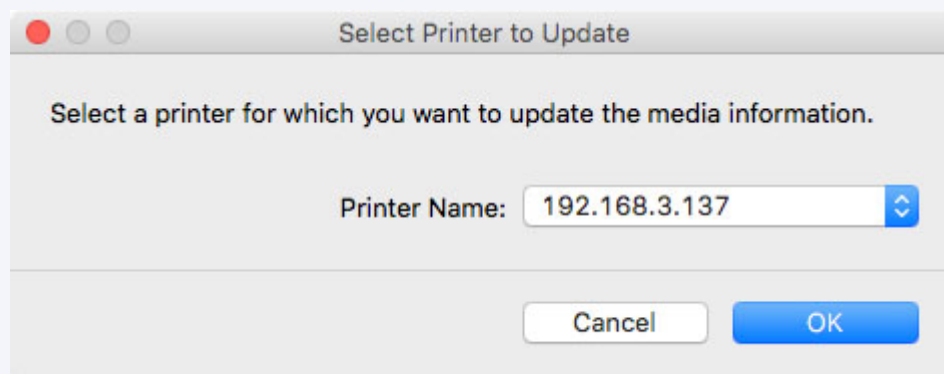 Select Printer to Update
Select a printer for which you want to update the media information.
Printer Name: 192.168.3.137
Cancel OK